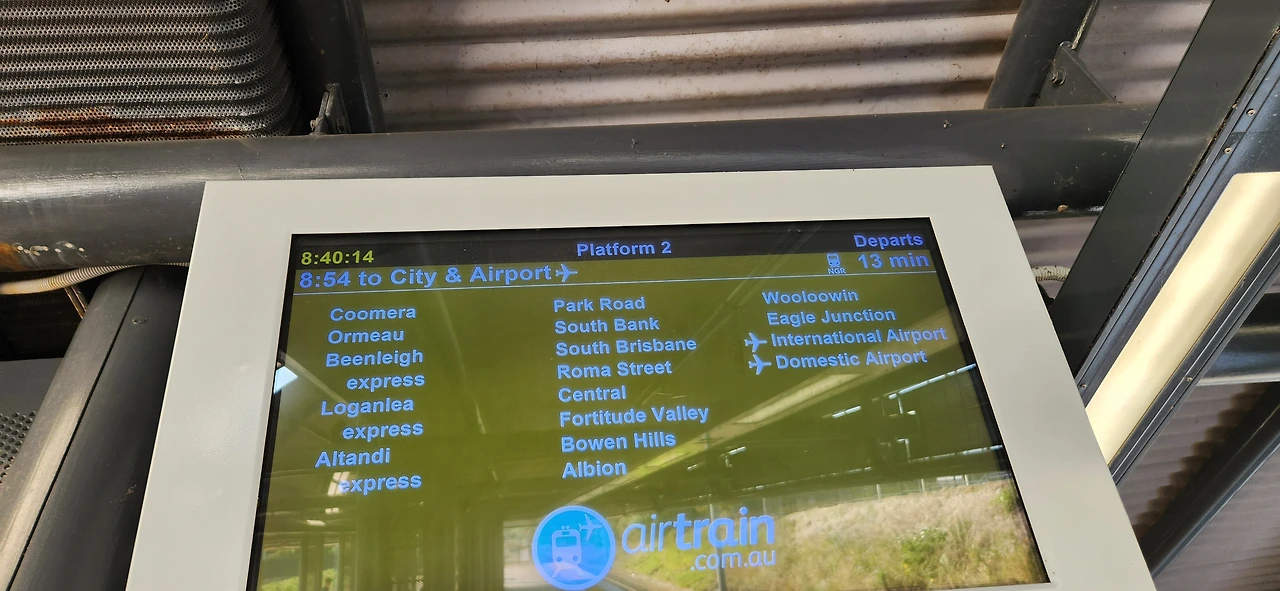 8:40:14 Platform 2 Departs
8:54 to City & Airport NGR 13 min
Coomera
Ormeau
Beenleigh
express
Loganlea
express
Altandi
express
Park Road
South Bank
South Brisbane
Roma Street
Central
Fortitude Valley
Bowen Hills
Albion
Wooloowin
Eagle Junction
International Airport
Domestic Airport
airtrain
.com.au